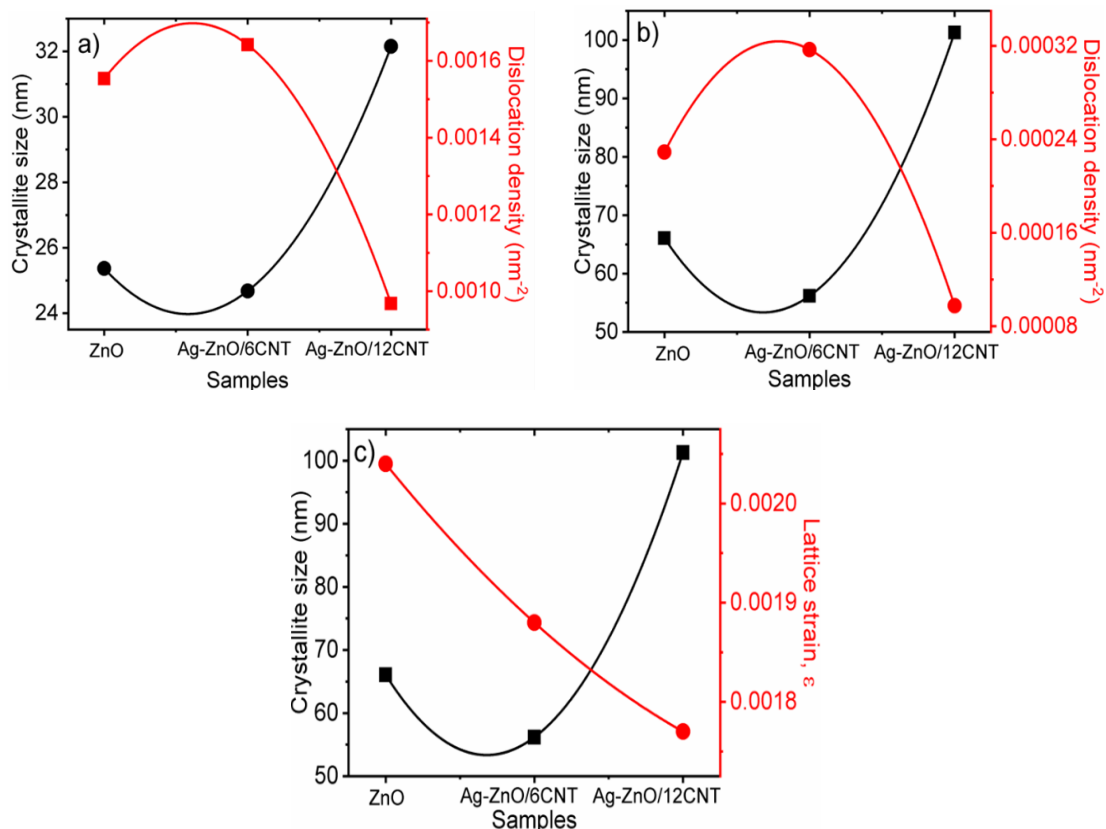 a)
Crystallite size (nm)
32
30
28
26
24
0.0016
0.0014
0.0012
0.0010
Dislocation density (nm-2)
ZnO
Ag-ZnO/6CNT
Ag-ZnO/12CNT
Samples
b)
Crystallite size (nm)
100
90
80
70
60
50
0.00032
0.00024
0.00016
0.00008
Dislocation density (nm-2)
ZnO
Ag-ZnO/6CNT
Ag-ZnO/12CNT
Samples
c)
Crystallite size (nm)
100
90
80
70
60
50
0.0020
0.0019
0.0018
Lattice strain, ε
ZnO
Ag-ZnO/6CNT
Ag-ZnO/12CNT
Samples